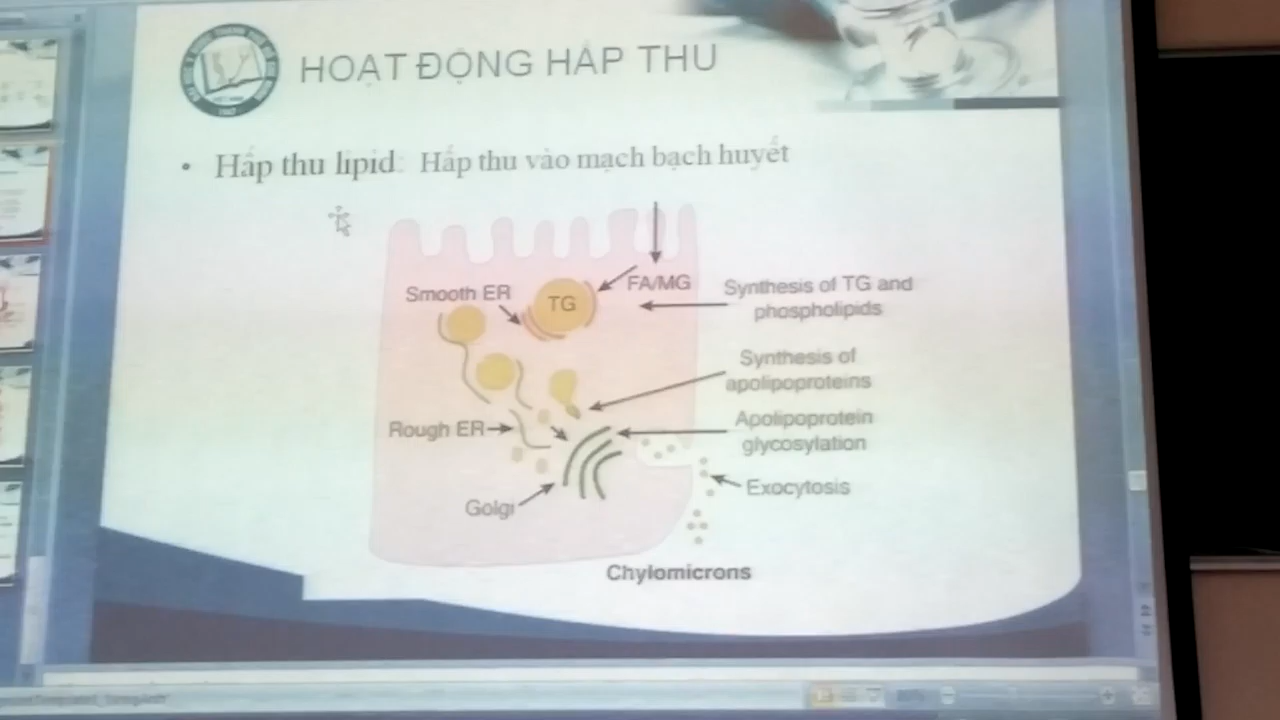 HOẠT ĐỘNG HẤP THU
• Hấp thu lipid: Hấp thu vào mạch bạch huyết
FA/MG
Smooth ER
TG
Synthesis of TG and
phospholipids
Synthesis of
apolipoproteins
Rough ER
Apolipoprotein
glycosylation
Golgi
Exocytosis
Chylomicrons